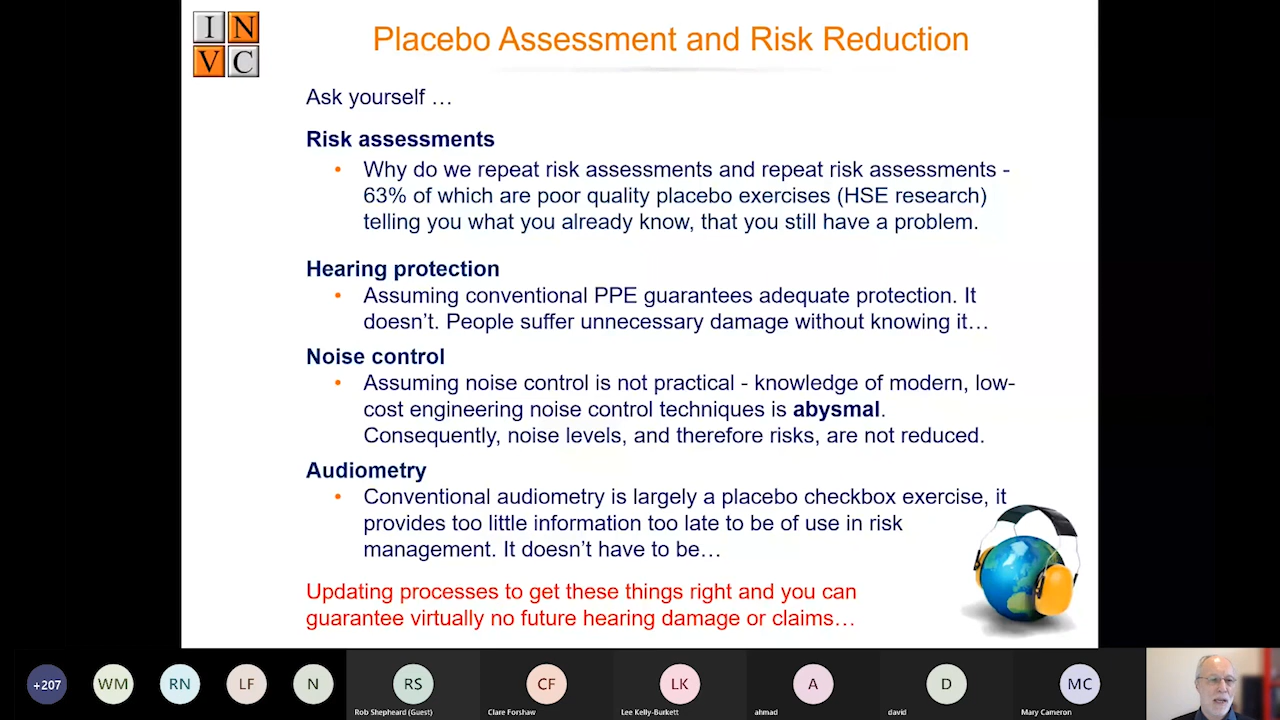 I N
V C
Placebo Assessment and Risk Reduction
Ask yourself …
Risk assessments
• Why do we repeat risk assessments and repeat risk assessments -
63% of which are poor quality placebo exercises (HSE research)
telling you what you already know, that you still have a problem.
Hearing protection
• Assuming conventional PPE guarantees adequate protection. It
doesn’t. People suffer unnecessary damage without knowing it…
Noise control
• Assuming noise control is not practical - knowledge of modern, low-
cost engineering noise control techniques is abysmal.
Consequently, noise levels, and therefore risks, are not reduced.
Audiometry
• Conventional audiometry is largely a placebo checkbox exercise, it
provides too little information too late to be of use in risk
management. It doesn’t have to be…
Updating processes to get these things right and you can
guarantee virtually no future hearing damage or claims…
+207 WM RN LF N RS CF LK A D MC
Rob Shepheard (Guest) Clare Forshaw Lee Kelly-Burkett ahmad david Mary Cameron